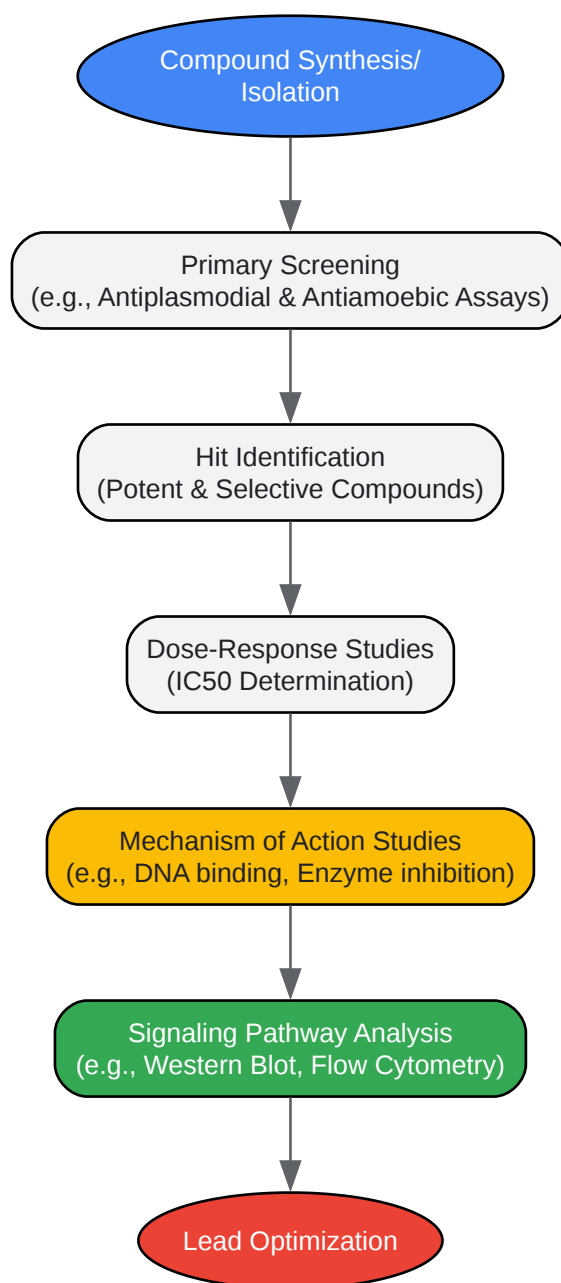 Compound Synthesis/
Isolation
Primary Screening
(e.g., Antiplasmodial & Antiamoebic Assays)
Hit Identification
(Potent & Selective Compounds)
Dose-Response Studies
(IC50 Determination)
Mechanism of Action Studies
(e.g., DNA binding, Enzyme inhibition)
Signaling Pathway Analysis
(e.g., Western Blot, Flow Cytometry)
Lead Optimization